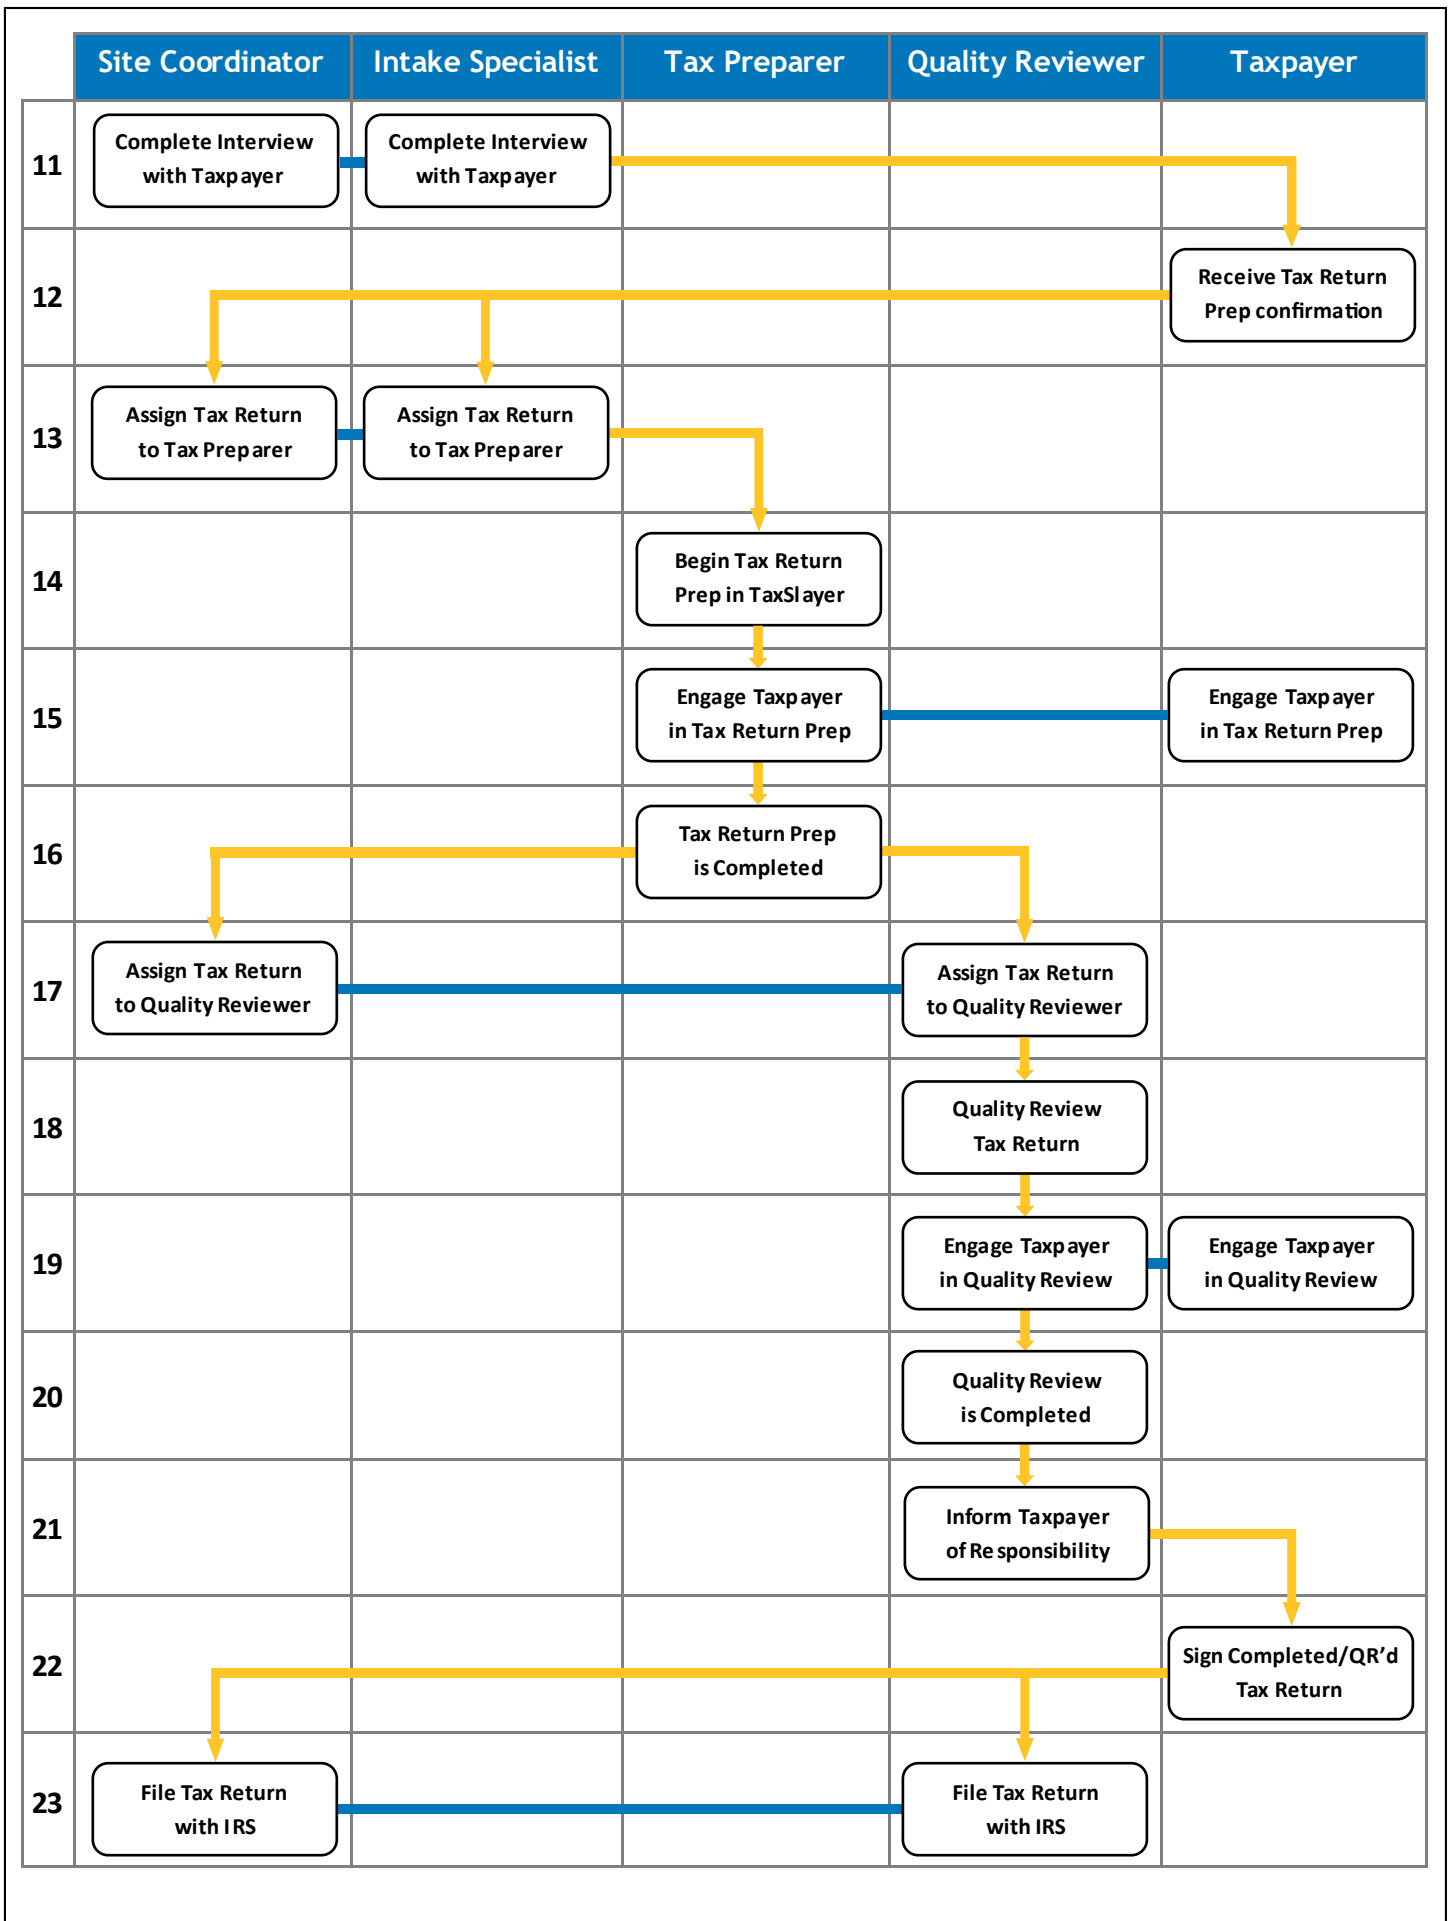 Site Coordinator
Intake Specialist
Tax Preparer
Quality Reviewer
Taxpayer
11
Complete Interview
with Taxpayer
Complete Interview
with Taxpayer
12
Receive Tax Return
Prep confirmation
13
Assign Tax Return
to Tax Preparer
Assign Tax Return
to Tax Preparer
14
Begin Tax Return
Prep in TaxSlayer
15
Engage Taxpayer
in Tax Return Prep
Engage Taxpayer
in Tax Return Prep
16
Tax Return Prep
is Completed
17
Assign Tax Return
to Quality Reviewer
Assign Tax Return
to Quality Reviewer
18
Quality Review
Tax Return
19
Engage Taxpayer
in Quality Review
Engage Taxpayer
in Quality Review
20
Quality Review
is Completed
21
Inform Taxpayer
of Responsibility
22
Sign Completed/QR’d
Tax Return
23
File Tax Return
with IRS
File Tax Return
with IRS